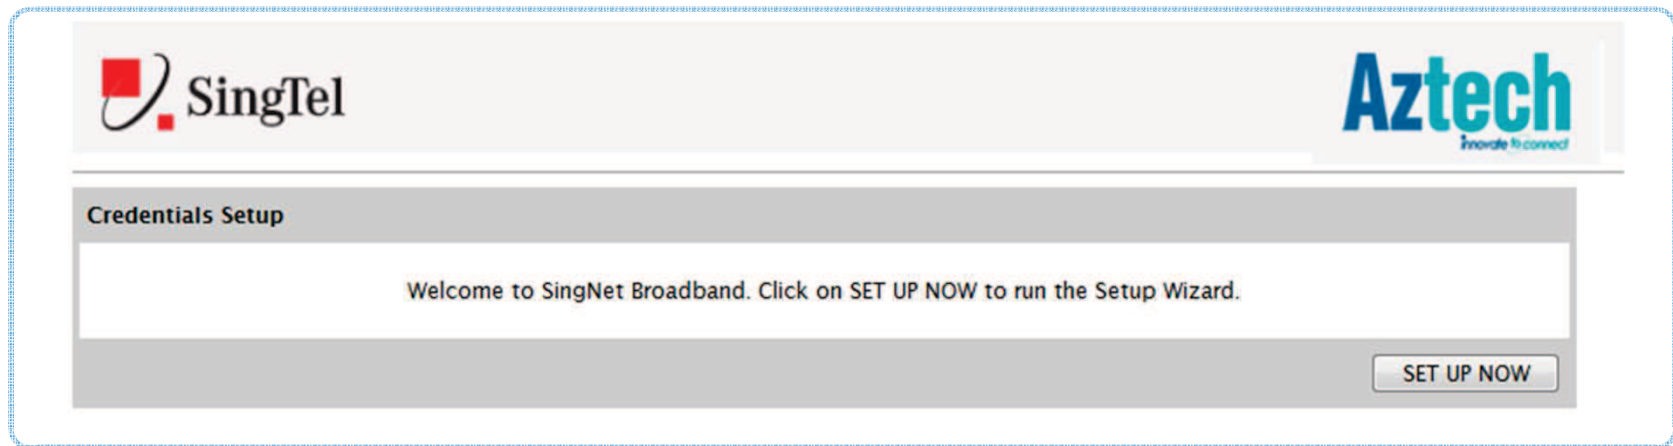 SingTel
Aztech
innovate to connect
Credentials Setup
Welcome to SingNet Broadband. Click on SET UP NOW to run the Setup Wizard.
SET UP NOW